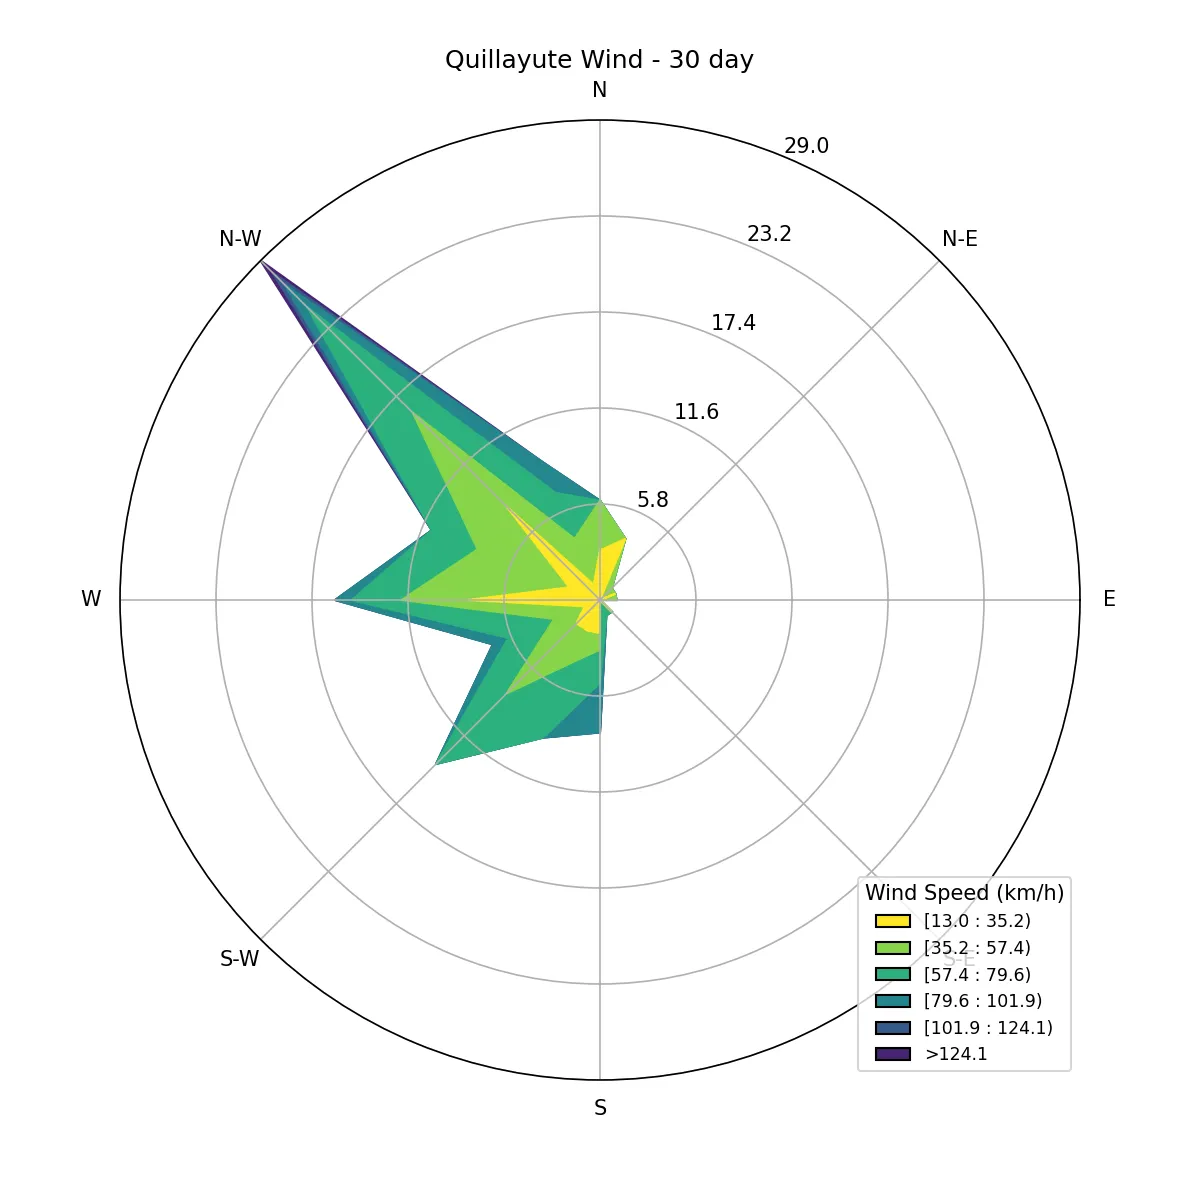 Quillayute Wind - 30 day
N
29.0
N-W
23.2
N-E
17.4
11.6
5.8
W
E
S-W
S-E
S
Wind Speed (km/h)
[13.0 : 35.2)
[35.2 : 57.4)
[57.4 : 79.6)
[79.6 : 101.9)
[101.9 : 124.1)
>124.1